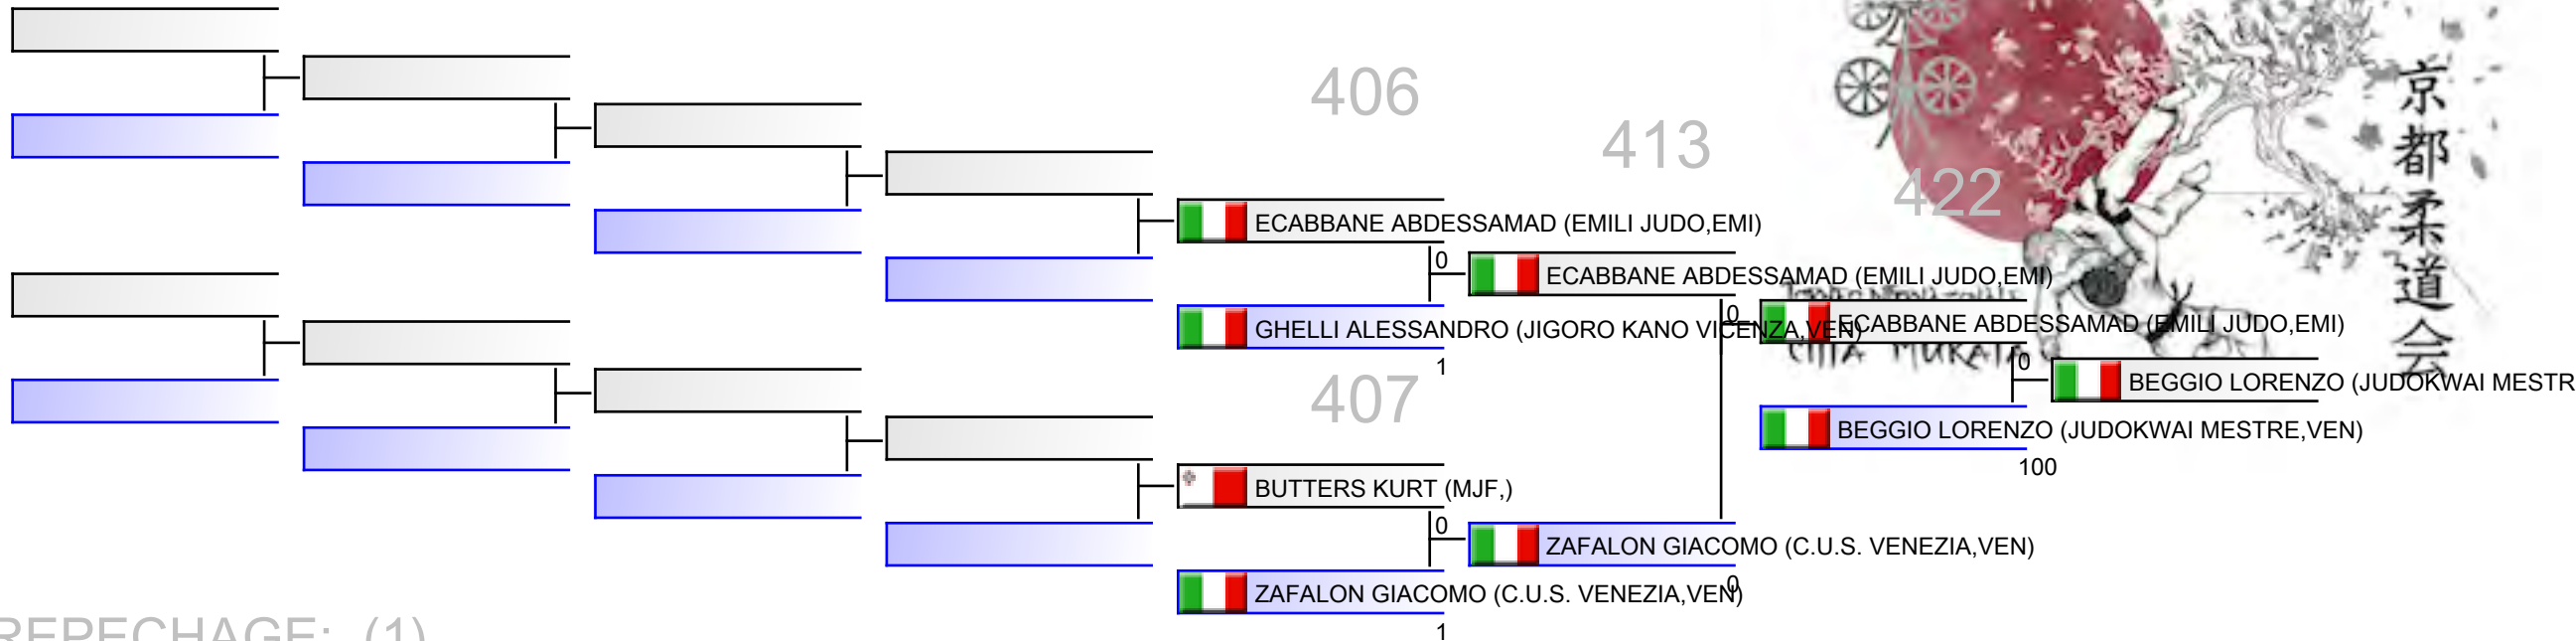 406
413
422
ECABBANE ABDESSAMAD (EMILI JUDO,EMI)
0
ECABBANE ABDESSAMAD (EMILI JUDO,EMI)
GHELLI ALESSANDRO (JIGORO KANO VICENZA,VEN)
0
ECABBANE ABDESSAMAD (EMILI JUDO,EMI)
1
0
BEGGIO LORENZO (JUDOKWAI MESTR
407
BEGGIO LORENZO (JUDOKWAI MESTRE,VEN)
100
BUTTERS KURT (MJF,)
0
ZAFALON GIACOMO (C.U.S. VENEZIA,VEN)
0
ZAFALON GIACOMO (C.U.S. VENEZIA,VEN)
1
REPECHAGE: (1)
京都柔道会